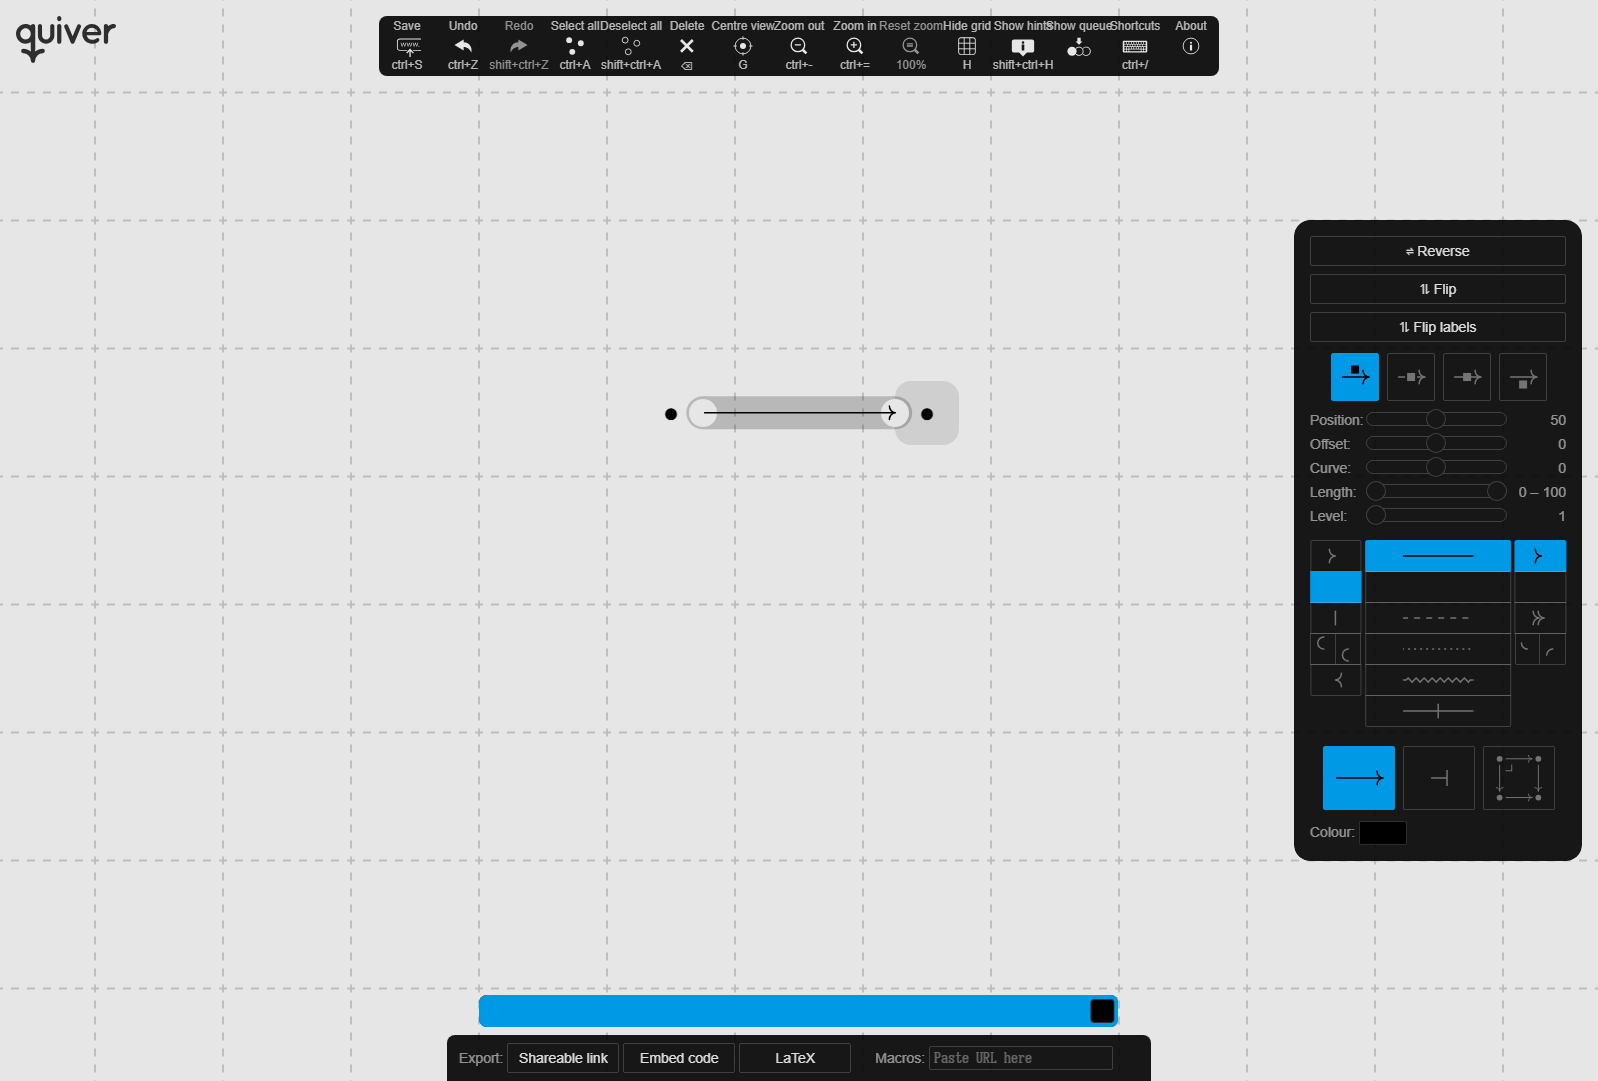 quiver
Save Undo Redo Select all Deselect all Delete Centre view Zoom out Zoom in Reset zoom Hide grid Show hints Show queue Shortcuts About
www.
ctrl+S ctrl+Z shift+ctrl+Z ctrl+A shift+ctrl+A ⌫ G ctrl+- ctrl+= 100% H shift+ctrl+H ctrl+/
⇌ Reverse
⥮ Flip
⥮ Flip labels
Position: 50
Offset: 0
Curve: 0
Length: 0 – 100
Level: 1
Colour:
Export: Shareable link Embed code LaTeX Macros: Paste URL here